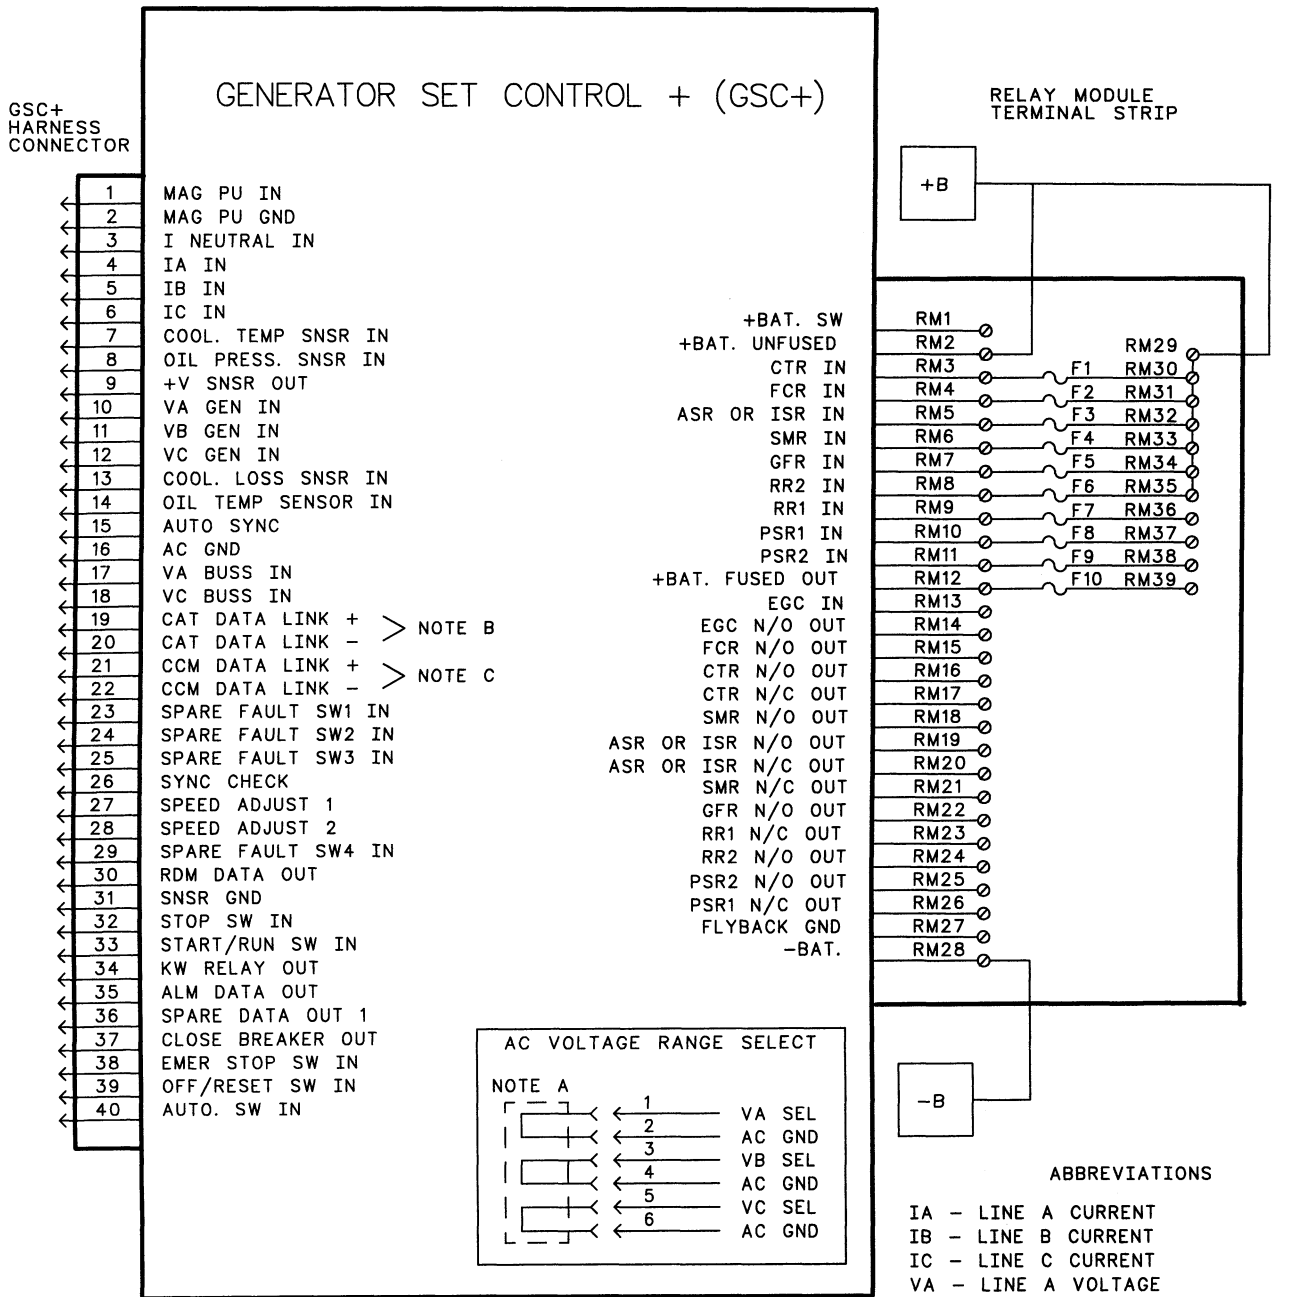 GENERATOR SET CONTROL + (GSC+)
GSC+
HARNESS
CONNECTOR
1 MAG PU IN
2 MAG PU GND
3 I NEUTRAL IN
4 IA IN
5 IB IN
6 IC IN
7 COOL. TEMP SNSR IN
8 OIL PRESS. SNSR IN
9 +V SNSR OUT
10 VA GEN IN
11 VB GEN IN
12 VC GEN IN
13 COOL. LOSS SNSR IN
14 OIL TEMP SENSOR IN
15 AUTO SYNC
16 AC GND
17 VA BUSS IN
18 VC BUSS IN
19 CAT DATA LINK +
20 CAT DATA LINK -
NOTE B
21 CCM DATA LINK +
22 CCM DATA LINK -
NOTE C
23 SPARE FAULT SW1 IN
24 SPARE FAULT SW2 IN
25 SPARE FAULT SW3 IN
26 SYNC CHECK
27 SPEED ADJUST 1
28 SPEED ADJUST 2
29 SPARE FAULT SW4 IN
30 RDM DATA OUT
31 SNSR GND
32 STOP SW IN
33 START/RUN SW IN
34 KW RELAY OUT
35 ALM DATA OUT
36 SPARE DATA OUT 1
37 CLOSE BREAKER OUT
38 EMER STOP SW IN
39 OFF/RESET SW IN
40 AUTO. SW IN
RELAY MODULE
TERMINAL STRIP
+B
+BAT. SW RM1
+BAT. UNFUSED RM2 RM29
CTR IN RM3 F1 RM30
FCR IN RM4 F2 RM31
ASR OR ISR IN RM5 F3 RM32
SMR IN RM6 F4 RM33
GFR IN RM7 F5 RM34
RR2 IN RM8 F6 RM35
RR1 IN RM9 F7 RM36
PSR1 IN RM10 F8 RM37
PSR2 IN RM11 F9 RM38
+BAT. FUSED OUT RM12 F10 RM39
EGC IN RM13
EGC N/O OUT RM14
FCR N/O OUT RM15
CTR N/O OUT RM16
CTR N/C OUT RM17
SMR N/O OUT RM18
ASR OR ISR N/O OUT RM19
ASR OR ISR N/C OUT RM20
SMR N/C OUT RM21
GFR N/O OUT RM22
RR1 N/C OUT RM23
RR2 N/O OUT RM24
PSR2 N/O OUT RM25
PSR1 N/C OUT RM26
FLYBACK GND RM27
-BAT. RM28
-B
AC VOLTAGE RANGE SELECT
NOTE A
1 VA SEL
2 AC GND
3 VB SEL
4 AC GND
5 VC SEL
6 AC GND
ABBREVIATIONS
IA - LINE A CURRENT
IB - LINE B CURRENT
IC - LINE C CURRENT
VA - LINE A VOLTAGE